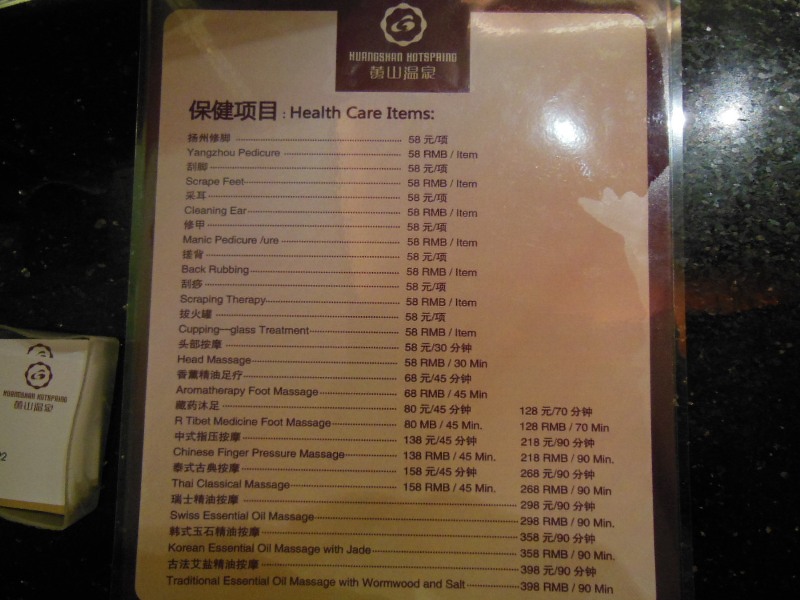 HUANGSHAN HOTSPRING
黄山温泉
保健项目 : Health Care Items:
扬州修脚 58 元/项
Yangzhou Pedicure 58 RMB / Item
刮脚 58 元/项
Scrape Feet 58 RMB / Item
采耳 58 元/项
Cleaning Ear 58 RMB / Item
修甲 58 元/项
Manic Pedicure /ure 58 RMB / Item
搓背 58 元/项
Back Rubbing 58 RMB / Item
刮痧 58 元/项
Scraping Therapy 58 RMB / Item
拔火罐 58 元/项
Cupping—glass Treatment 58 RMB / Item
头部按摩 58 元/30 分钟
Head Massage 58 RMB / 30 Min
香薰精油足疗 68 元/45 分钟
Aromatherapy Foot Massage 68 RMB / 45 Min
藏药沐足 80 元/45 分钟 128 元/70 分钟
R Tibet Medicine Foot Massage 80 MB / 45 Min. 128 RMB / 70 Min
中式指压按摩 138 元/45 分钟 218 元/90 分钟
Chinese Finger Pressure Massage 138 RMB / 45 Min. 218 RMB / 90 Min.
泰式古典按摩 158 元/45 分钟 268 元/90 分钟
Thai Classical Massage 158 RMB / 45 Min. 268 RMB / 90 Min
瑞士精油按摩 298 元/90 分钟
Swiss Essential Oil Massage 298 RMB / 90 Min.
韩式玉石精油按摩 358 元/90 分钟
Korean Essential Oil Massage with Jade 358 RMB / 90 Min.
古法艾盐精油按摩 398 元/90 分钟
Traditional Essential Oil Massage with Wormwood and Salt 398 RMB / 90 Min
HUANGSHAN HOTSPRING
黄山温泉